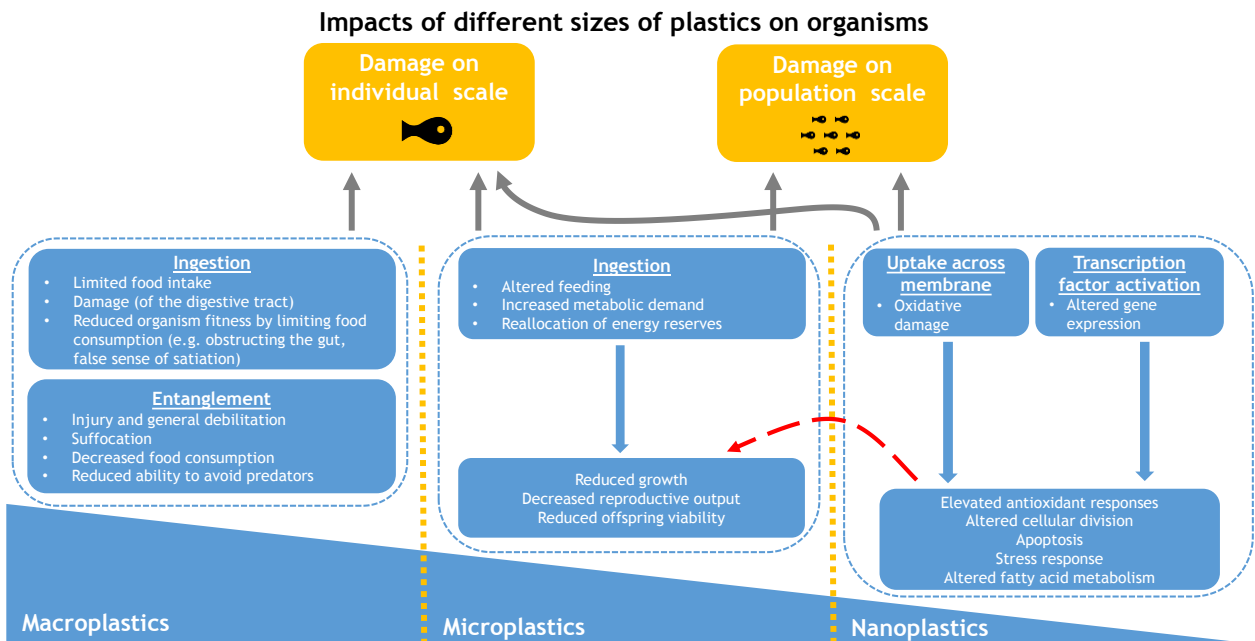 Impacts of different sizes of plastics on organisms
Damage on
individual scale
Damage on
population scale
Ingestion
• Limited food intake
• Damage (of the digestive tract)
• Reduced organism fitness by limiting food
consumption (e.g. obstructing the gut,
false sense of satiation)
Entanglement
• Injury and general debilitation
• Suffocation
• Decreased food consumption
• Reduced ability to avoid predators
Ingestion
• Altered feeding
• Increased metabolic demand
• Reallocation of energy reserves
Reduced growth
Decreased reproductive output
Reduced offspring viability
Uptake across
membrane
• Oxidative
damage
Transcription
factor activation
• Altered gene
expression
Elevated antioxidant responses
Altered cellular division
Apoptosis
Stress response
Altered fatty acid metabolism
Macroplastics
Microplastics
Nanoplastics